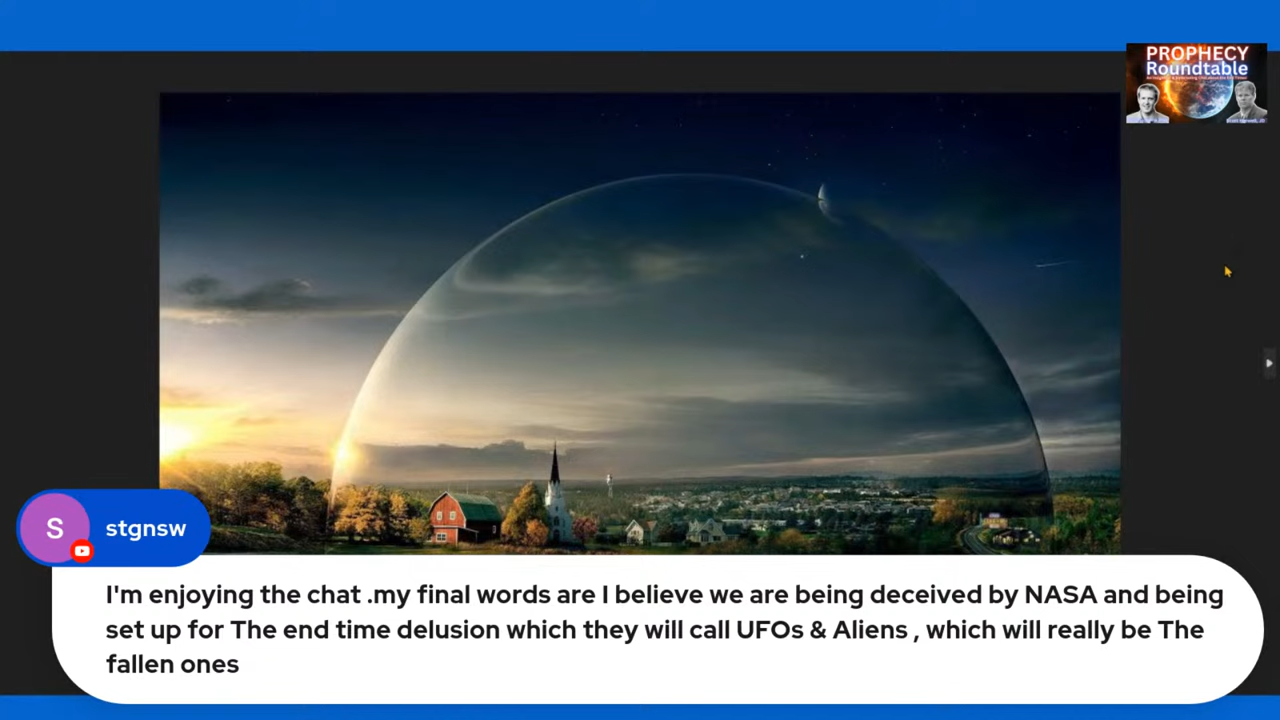 PROPHECY
Roundtable
S
stgnsw
I'm enjoying the chat .my final words are I believe we are being deceived by NASA and being
set up for The end time delusion which they will call UFOs & Aliens , which will really be The
fallen ones